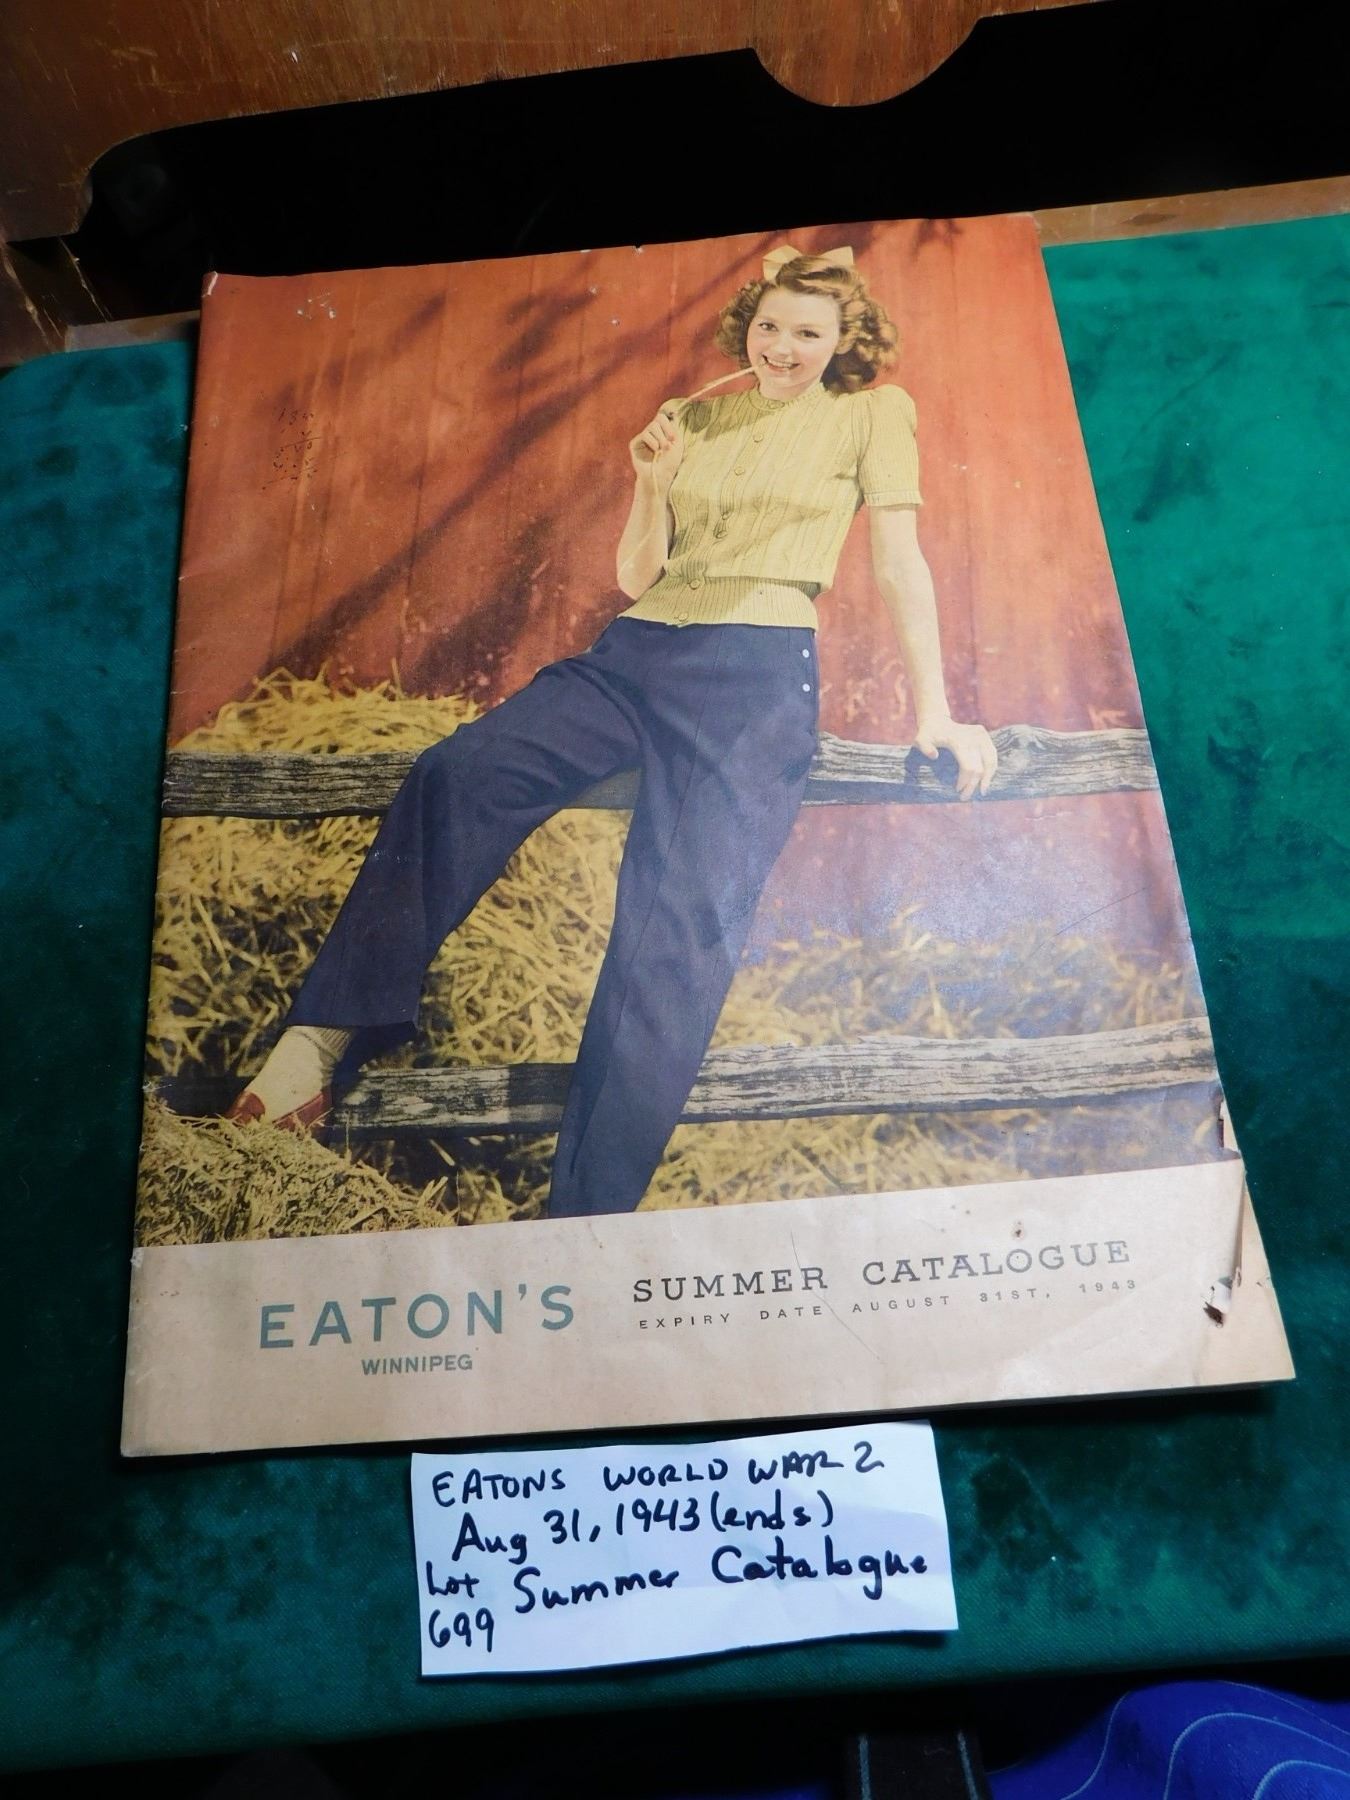 EATON'S
WINNIPEG
SUMMER CATALOGUE
EXPIRY DATE AUGUST 31ST, 1943
EATONS WORLD WAR 2
Aug 31, 1943 (ends)
Lot Summer Catalogue
699